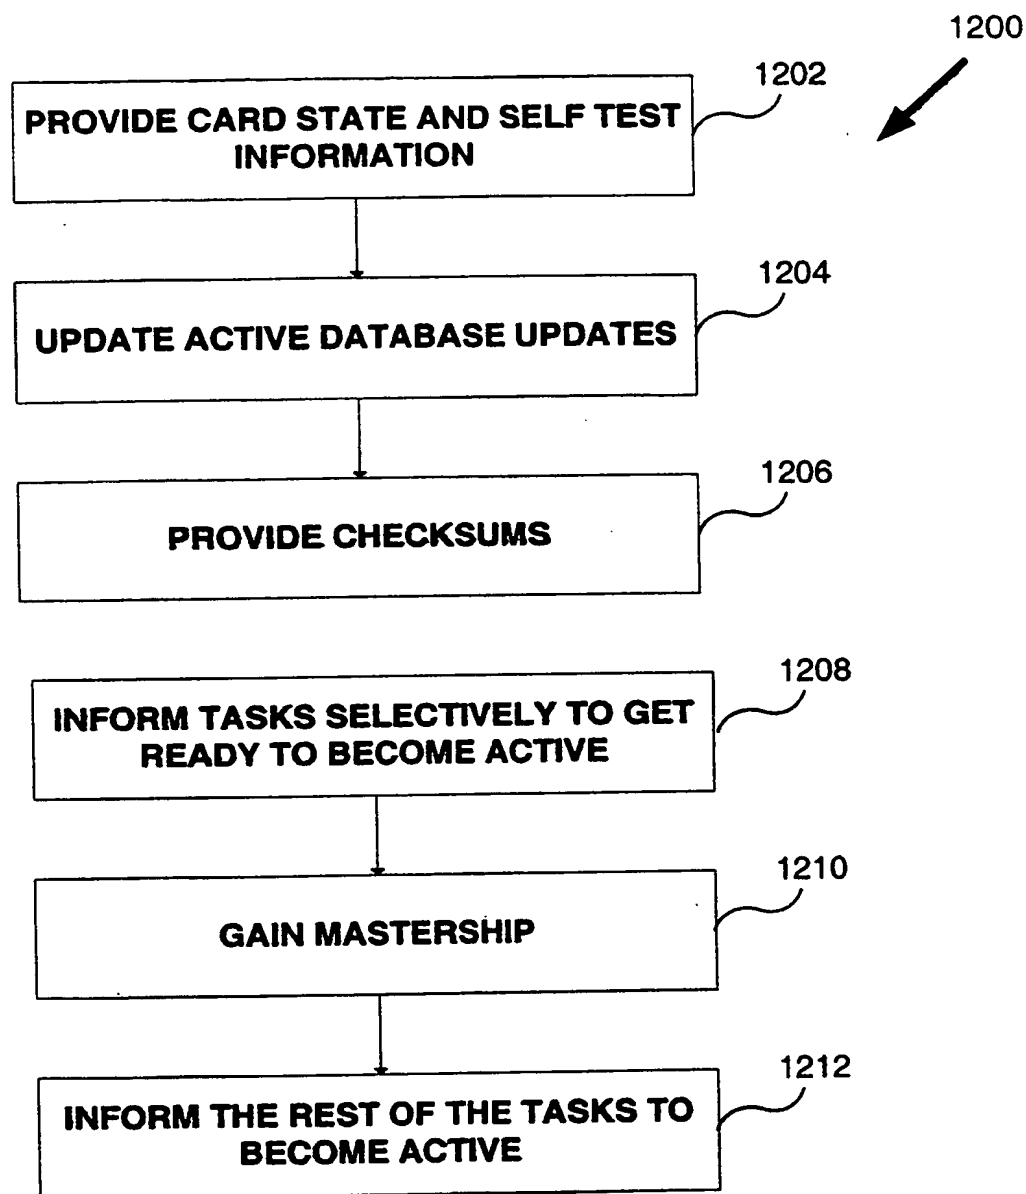 1200
1202
PROVIDE CARD STATE AND SELF TEST
INFORMATION
1204
UPDATE ACTIVE DATABASE UPDATES
1206
PROVIDE CHECKSUMS
1208
INFORM TASKS SELECTIVELY TO GET
READY TO BECOME ACTIVE
1210
GAIN MASTERSHIP
1212
INFORM THE REST OF THE TASKS TO
BECOME ACTIVE